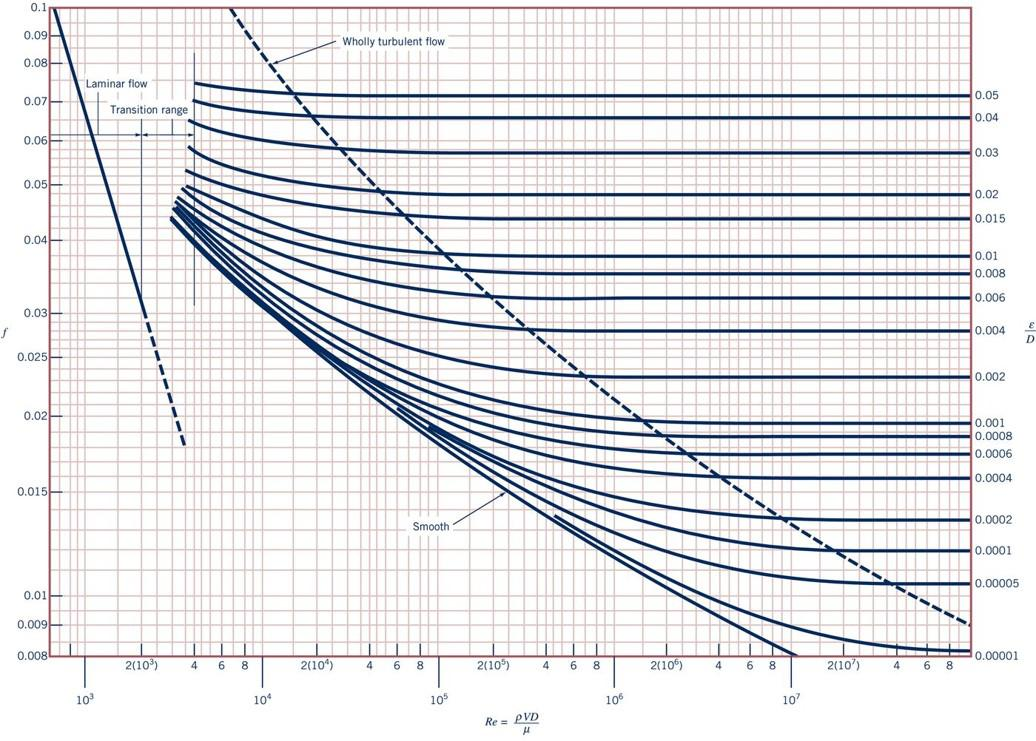 0.1
0.09
0.08
0.07
0.06
0.05
0.04
0.03
0.025
0.02
0.015
0.01
0.009
0.008
f
Wholly turbulent flow
Laminar flow
Transition range
Smooth
0.05
0.04
0.03
0.02
0.015
0.01
0.008
0.006
0.004
0.002
0.001
0.0008
0.0006
0.0004
0.0002
0.0001
0.00005
0.00001
ε
D
2(10³) 4 6 8 2(10⁴) 4 6 8 2(10⁵) 4 6 8 2(10⁶) 4 6 8 2(10⁷) 4 6 8
10³ 10⁴ 10⁵ 10⁶ 10⁷
Re = ρVD
μ